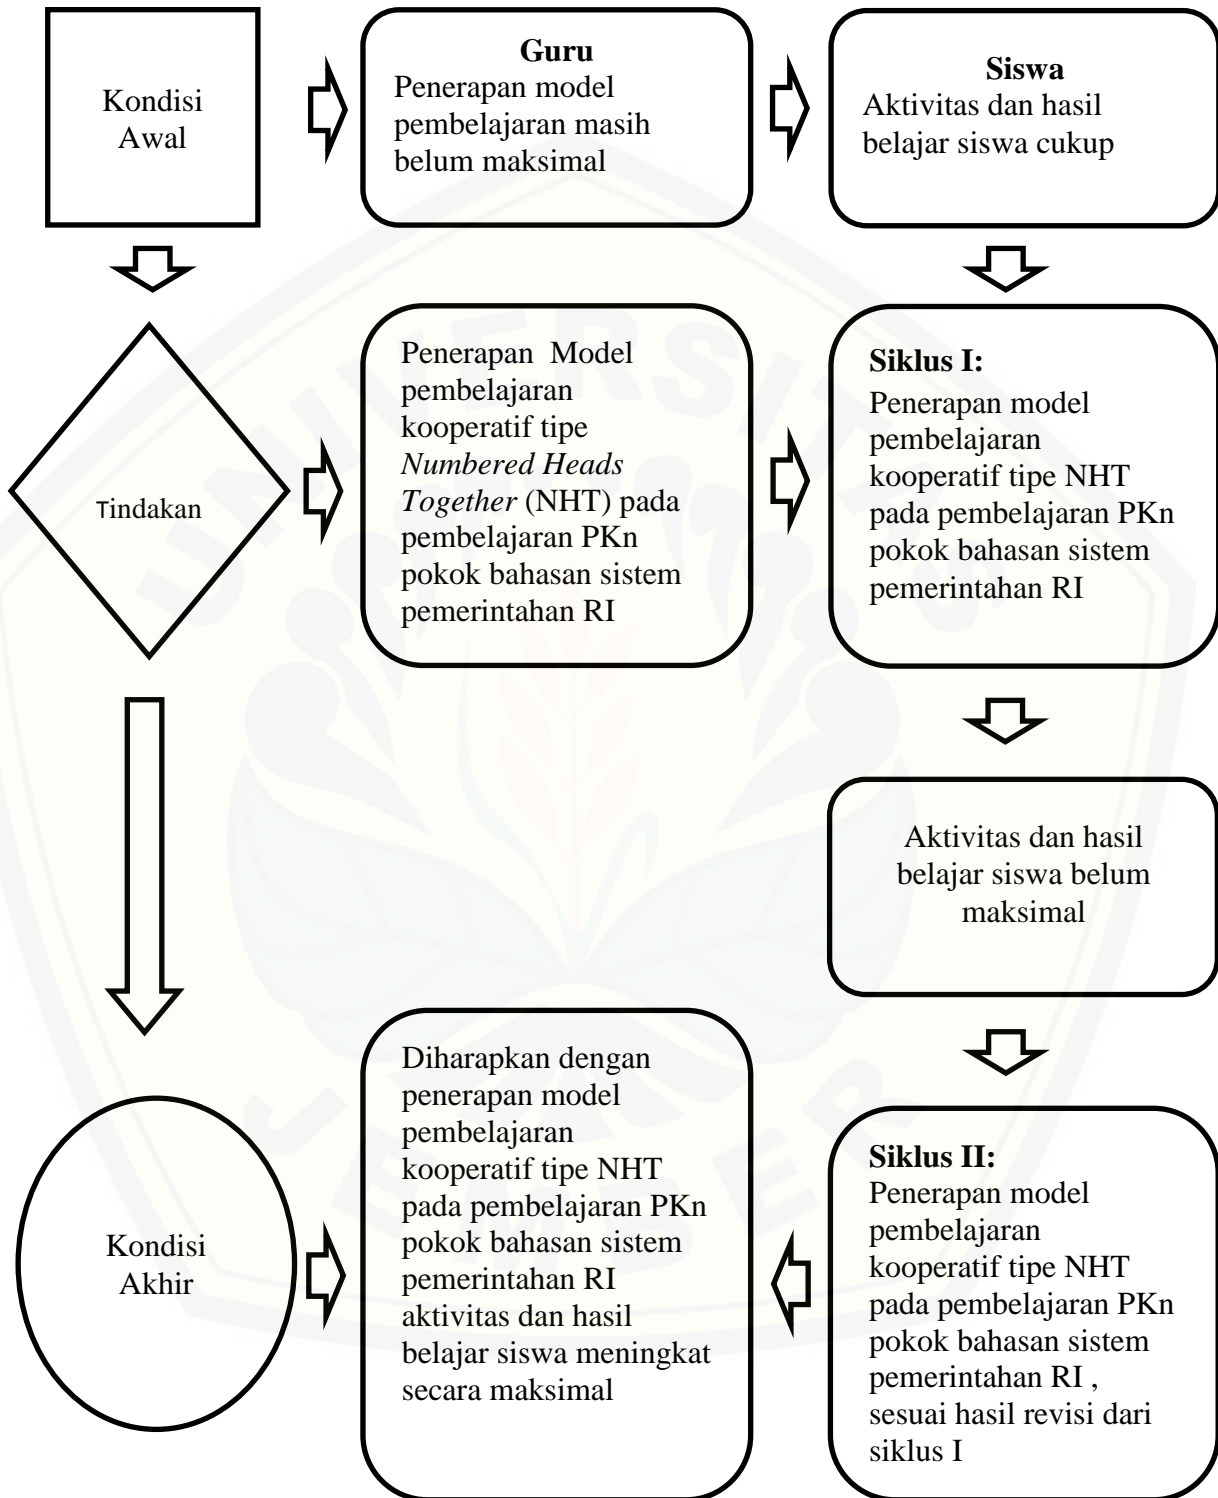 Kondisi
Awal
Guru
Penerapan model
pembelajaran masih
belum maksimal
Siswa
Aktivitas dan hasil
belajar siswa cukup
Tindakan
Penerapan  Model
pembelajaran
kooperatif tipe
Numbered Heads
Together (NHT) pada
pembelajaran PKn
pokok bahasan sistem
pemerintahan RI
Siklus I:
Penerapan model
pembelajaran
kooperatif tipe NHT
pada pembelajaran PKn
pokok bahasan sistem
pemerintahan RI
Aktivitas dan hasil
belajar siswa belum
maksimal
Kondisi
Akhir
Diharapkan dengan
penerapan model
pembelajaran
kooperatif tipe NHT
pada pembelajaran PKn
pokok bahasan sistem
pemerintahan RI
aktivitas dan hasil
belajar siswa meningkat
secara maksimal
Siklus II:
Penerapan model
pembelajaran
kooperatif tipe NHT
pada pembelajaran PKn
pokok bahasan sistem
pemerintahan RI ,
sesuai hasil revisi dari
siklus I
UNIVERSITAS
JEMBER